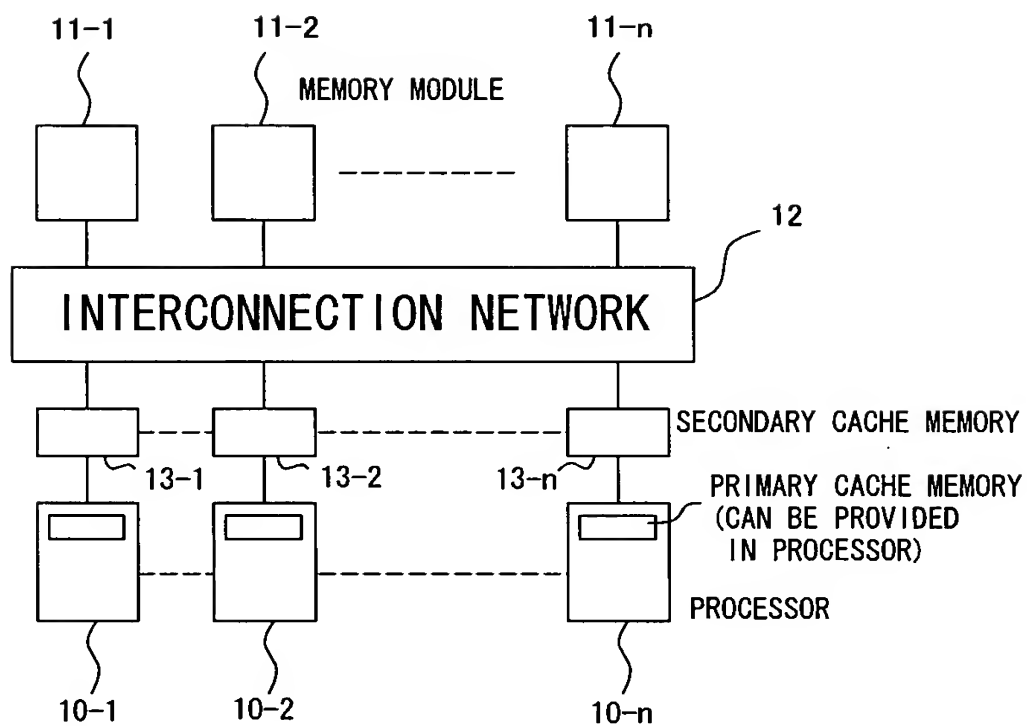 11-1
11-2
11-n
MEMORY MODULE
12
INTERCONNECTION NETWORK
SECONDARY CACHE MEMORY
13-1
13-2
13-n
PRIMARY CACHE MEMORY
(CAN BE PROVIDED
IN PROCESSOR)
PROCESSOR
10-1
10-2
10-n